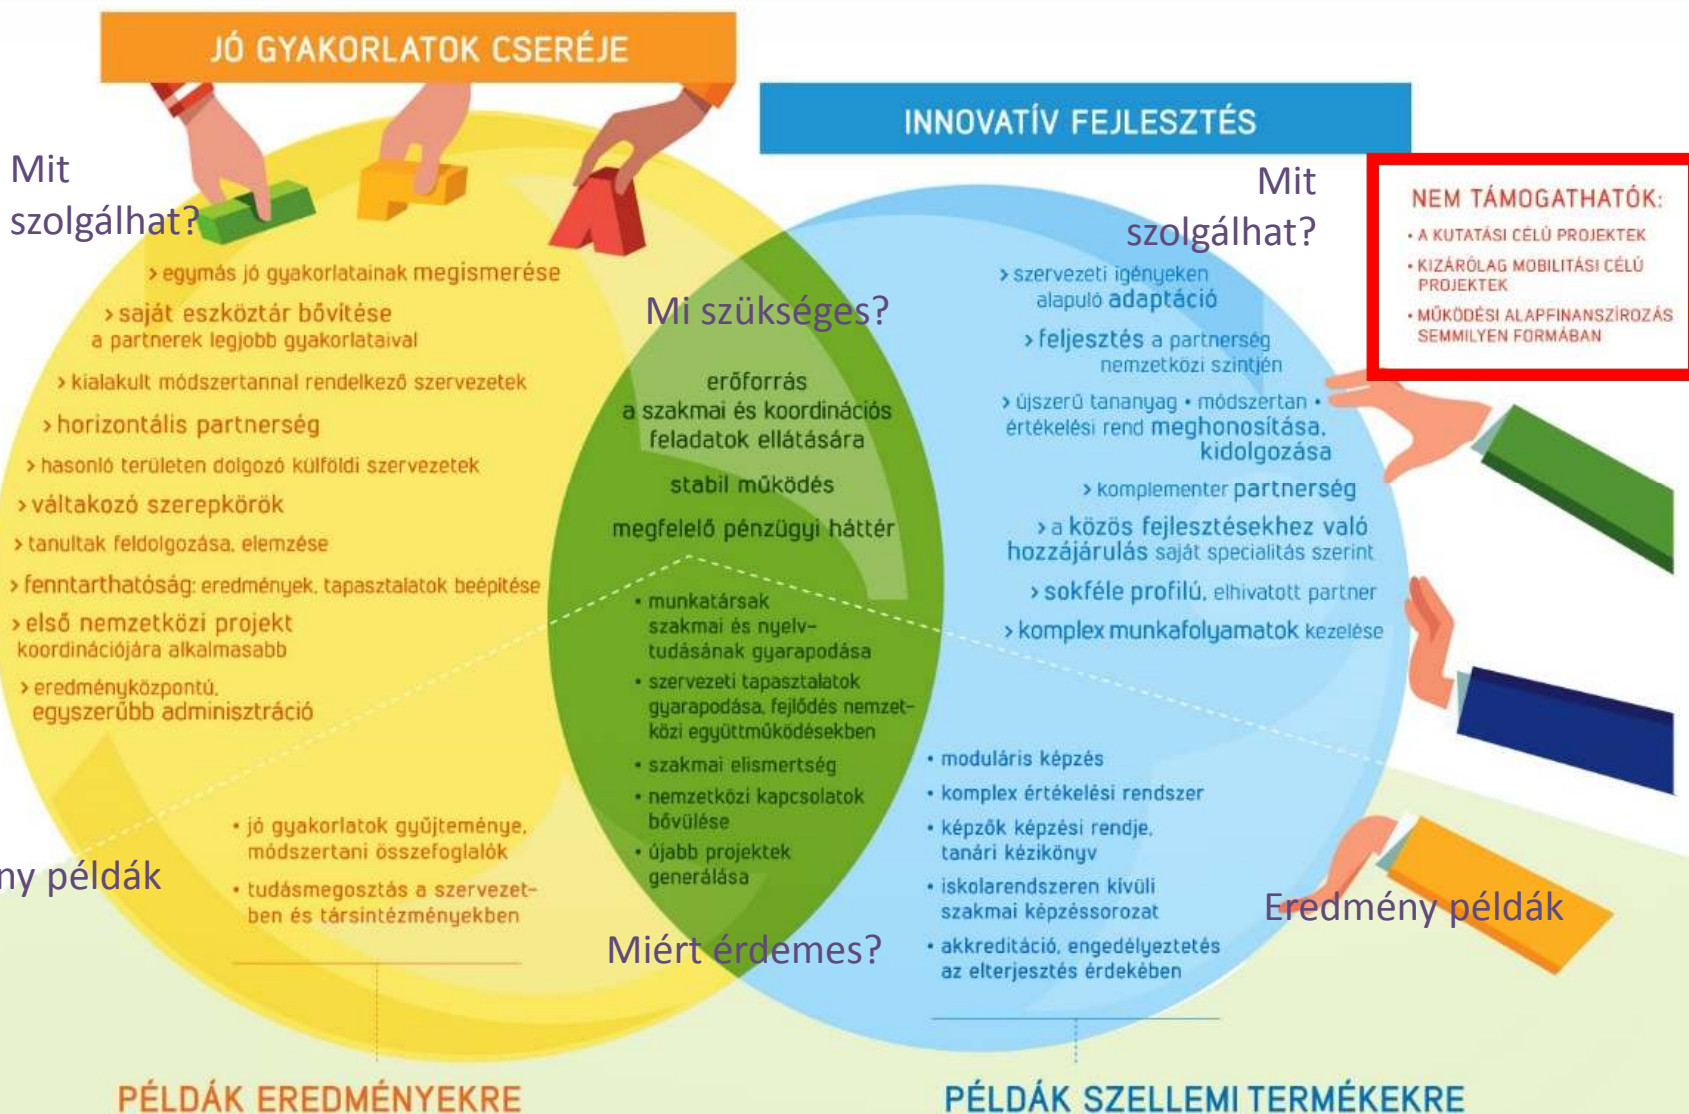 JÓ GYAKORLATOK CSERÉJE
INNOVATÍV FEJLESZTÉS
Mit
szolgálhat?
> egymás jó gyakorlatainak megismerése
> saját eszköztár bővítése
a partnerek legjobb gyakorlataival
> kialakult módszertannal rendelkező szervezetek
> horizontális partnerség
> hasonló területen dolgozó külföldi szervezetek
> váltakozó szerepkörök
> tanultak feldolgozása, elemzése
> fenntarthatóság: eredmények, tapasztalatok beépítése
> első nemzetközi projekt
koordinációjára alkalmasabb
> eredményközpontú,
egyszerűbb adminisztráció
Mi szükséges?
erőforrás
a szakmai és koordinációs
feladatok ellátására
stabil működés
megfelelő pénzügyi háttér
• munkatársak
szakmai és nyelv-
tudásának gyarapodása
• szervezeti tapasztalatok
gyarapodása, fejlődés nemzet-
közi együttműködésekben
• szakmai elismertség
• nemzetközi kapcsolatok
bővülése
• újabb projektek
generálása
Miért érdemes?
Mit
szolgálhat?
> szervezeti igényeken
alapuló adaptáció
> feljesztés a partnerség
nemzetközi szintjén
> újszerű tananyag • módszertan •
értékelési rend meghonosítása,
kidolgozása
> komplementer partnerség
> a közös fejlesztésekhez való
hozzájárulás saját specialitás szerint
> sokféle profilú, elhivatott partner
> komplex munkafolyamatok kezelése
NEM TÁMOGATHATÓK:
• A KUTATÁSI CÉLÚ PROJEKTEK
• KIZÁRÓLAG MOBILITÁSI CÉLÚ
PROJEKTEK
• MŰKÖDÉSI ALAPFINANSZÍROZÁS
SEMMILYEN FORMÁBAN
ny példák
• jó gyakorlatok gyűjteménye,
módszertani összefoglalók
• tudásmegosztás a szervezet-
ben és társintézményekben
• moduláris képzés
• komplex értékelési rendszer
• képzők képzési rendje,
tanári kézikönyv
• iskolarendszeren kívüli
szakmai képzéssorozat
• akkreditáció, engedélyeztetés
az elterjesztés érdekében
Eredmény példák
PÉLDÁK EREDMÉNYEKRE
PÉLDÁK SZELLEMI TERMÉKEKRE